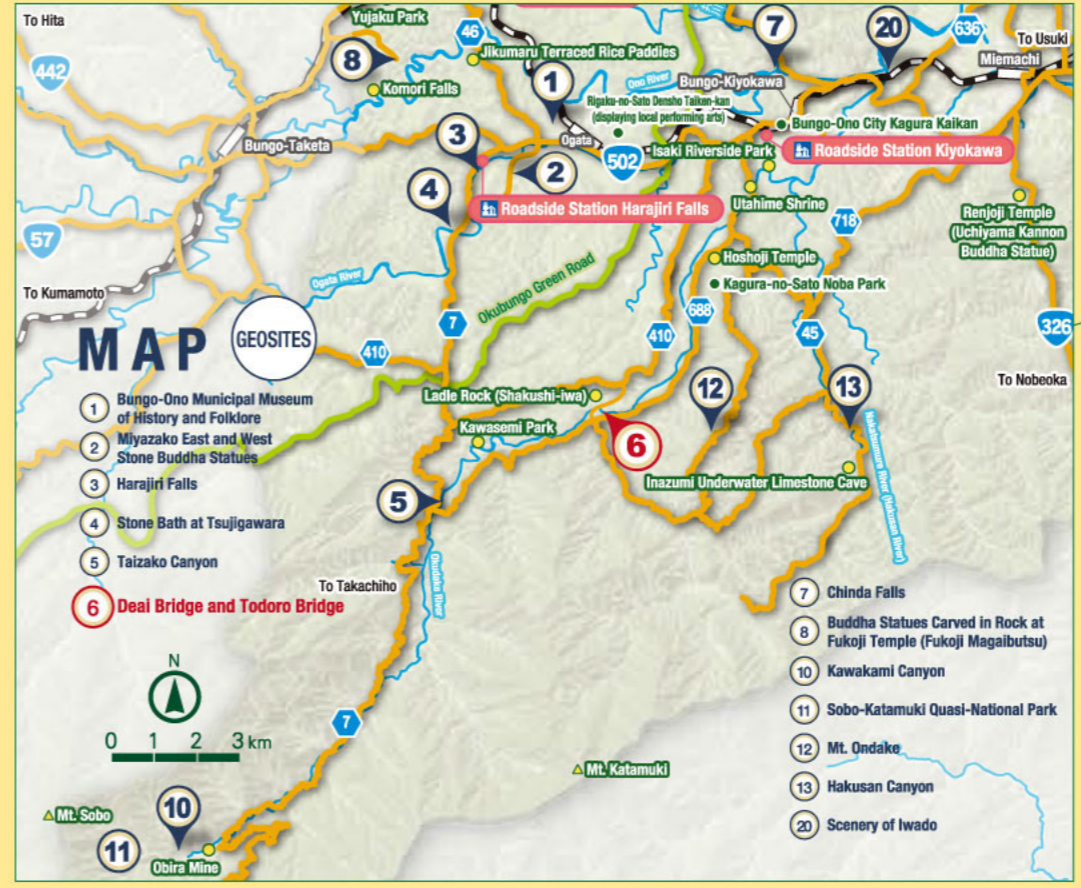 To Hita
Yujaku Park
46
7
20
636
To Usuki
Miemachi
442
8
Jikumaru Terraced Rice Paddies
Komori Falls
1
Ono River
Bungo-Kiyokawa
Rigaku-no-Sato Densho Taiken-kan
(displaying local performing arts)
Bungo-Ono City Kagura Kaikan
Bungo-Taketa
3
Ogata
502
Isaki Riverside Park
Roadside Station Kiyokawa
2
4
Roadside Station Harajiri Falls
Utahime Shrine
Renjoji Temple
(Uchiyama Kannon
Buddha Statue)
718
57
Hoshoji Temple
Kagura-no-Sato Noba Park
To Kumamoto
Ogata River
Okubungo Green Road
688
MAP
GEOSITES
7
410
410
45
326
To Nobeoka
Ladle Rock (Shakushi-iwa)
12
13
Kawasemi Park
6
Inazumi Underwater Limestone Cave
5
Okudake River
To Takachiho
1 Bungo-Ono Municipal Museum
of History and Folklore
2 Miyazako East and West
Stone Buddha Statues
3 Harajiri Falls
4 Stone Bath at Tsujigawara
5 Taizako Canyon
6 Deai Bridge and Todoro Bridge
7 Chinda Falls
8 Buddha Statues Carved in Rock at
Fukoji Temple (Fukoji Magaibutsu)
10 Kawakami Canyon
11 Sobo-Katamuki Quasi-National Park
12 Mt. Ondake
13 Hakusan Canyon
20 Scenery of Iwado
N
0 1 2 3 km
7
Mt. Katamuki
Mt. Sobo
10
11
Obira Mine